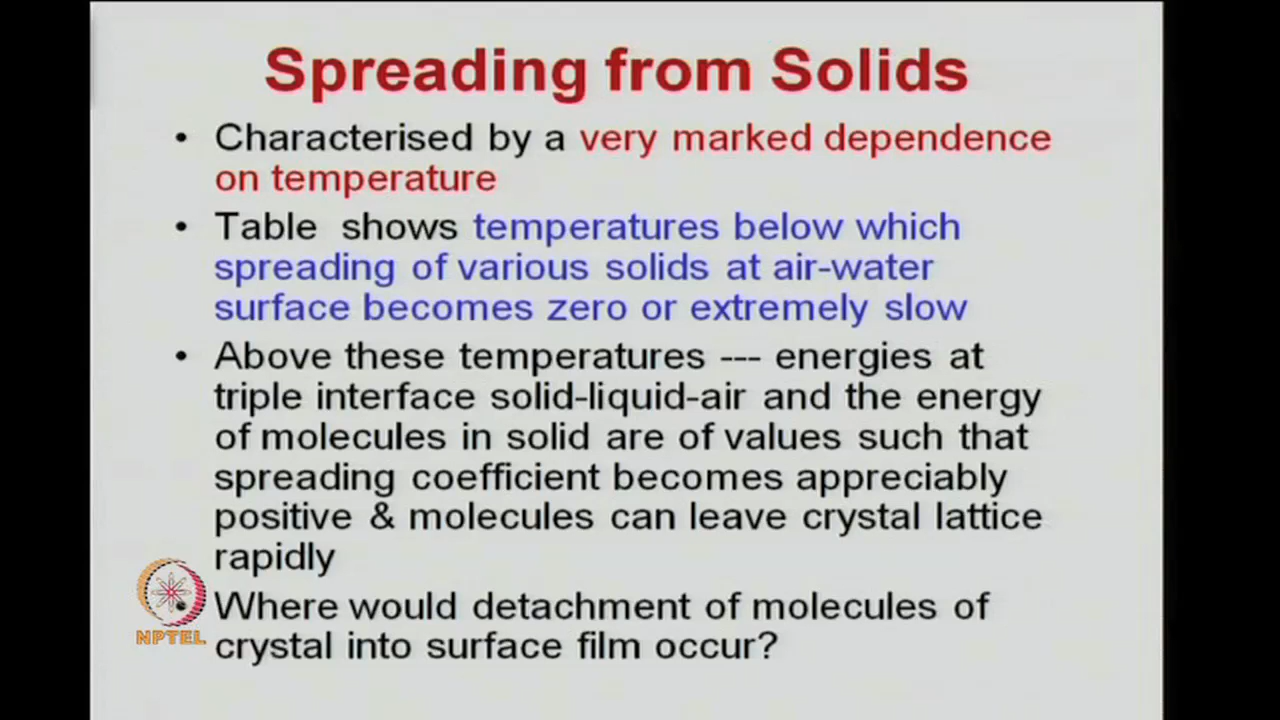 Spreading from Solids
• Characterised by a very marked dependence
on temperature
• Table shows temperatures below which
spreading of various solids at air-water
surface becomes zero or extremely slow
• Above these temperatures --- energies at
triple interface solid-liquid-air and the energy
of molecules in solid are of values such that
spreading coefficient becomes appreciably
positive & molecules can leave crystal lattice
rapidly
• Where would detachment of molecules of
crystal into surface film occur?
NPTEL